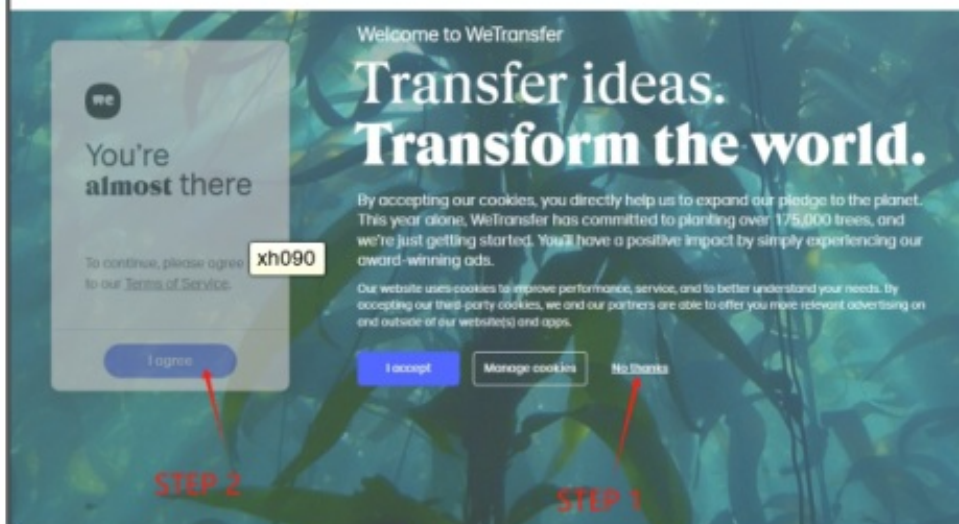 Welcome to WeTransfer
Transfer ideas.
Transform the world.
By accepting our cookies, you directly help us to expand our pledge to the planet.
This year alone, WeTransfer has committed to planting over 175,000 trees, and
we're just getting started. You'll have a positive impact by simply experiencing our
award-winning ads.
Our website uses cookies to improve performance, service, and to better understand your needs. By
accepting our third-party cookies, we and our partners are able to offer you more relevant advertising on
and outside of our website(s) and apps.
I accept
Manage cookies
No thanks
STEP 1
we
You're
almost there
To continue, please agree
to our Terms of Service.
xh090
I agree
STEP 2